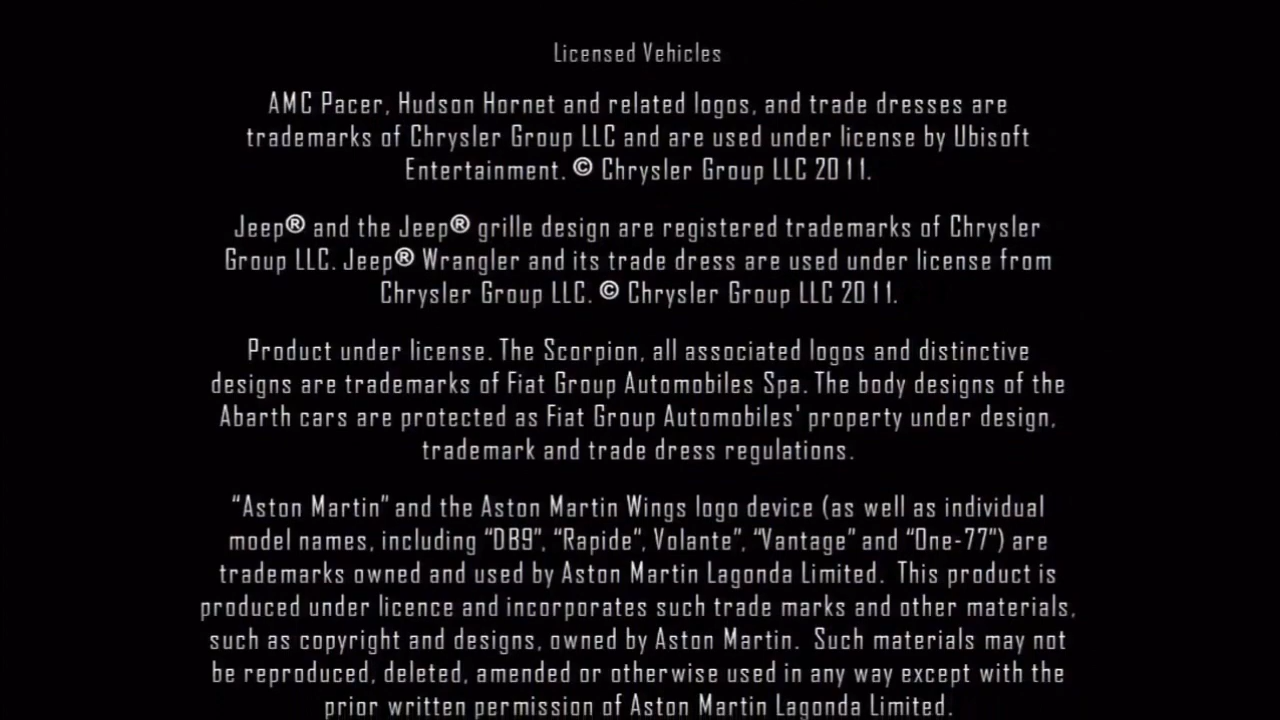 Licensed Vehicles
AMC Pacer, Hudson Hornet and related logos, and trade dresses are
trademarks of Chrysler Group LLC and are used under license by Ubisoft
Entertainment. © Chrysler Group LLC 2011.
Jeep® and the Jeep® grille design are registered trademarks of Chrysler
Group LLC. Jeep® Wrangler and its trade dress are used under license from
Chrysler Group LLC. © Chrysler Group LLC 2011.
Product under license. The Scorpion, all associated logos and distinctive
designs are trademarks of Fiat Group Automobiles Spa. The body designs of the
Abarth cars are protected as Fiat Group Automobiles' property under design,
trademark and trade dress regulations.
“Aston Martin” and the Aston Martin Wings logo device (as well as individual
model names, including “DB9”, “Rapide”, Volante”, “Vantage” and “One-77”) are
trademarks owned and used by Aston Martin Lagonda Limited.  This product is
produced under licence and incorporates such trade marks and other materials,
such as copyright and designs, owned by Aston Martin.  Such materials may not
be reproduced, deleted, amended or otherwise used in any way except with the
prior written permission of Aston Martin Lagonda Limited.